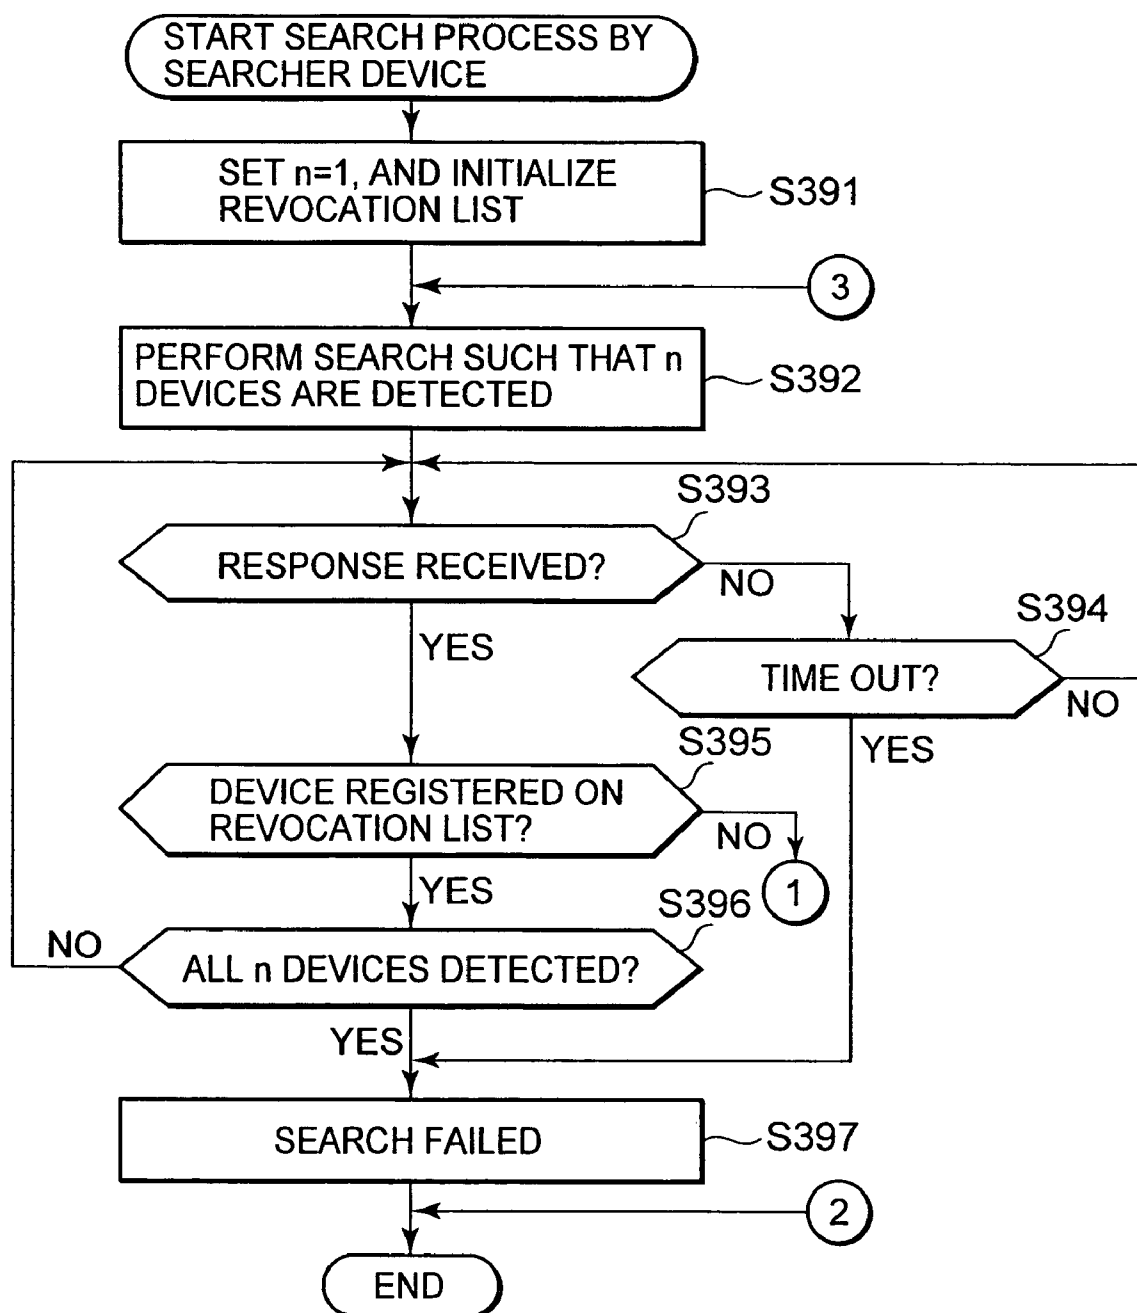 START SEARCH PROCESS BY
SEARCHER DEVICE
SET n=1, AND INITIALIZE
REVOCATION LIST
S391
3
PERFORM SEARCH SUCH THAT n
DEVICES ARE DETECTED
S392
S393
RESPONSE RECEIVED?
NO
YES
S394
TIME OUT?
NO
YES
S395
DEVICE REGISTERED ON
REVOCATION LIST?
NO
1
YES
S396
NO
ALL n DEVICES DETECTED?
YES
SEARCH FAILED
S397
2
END